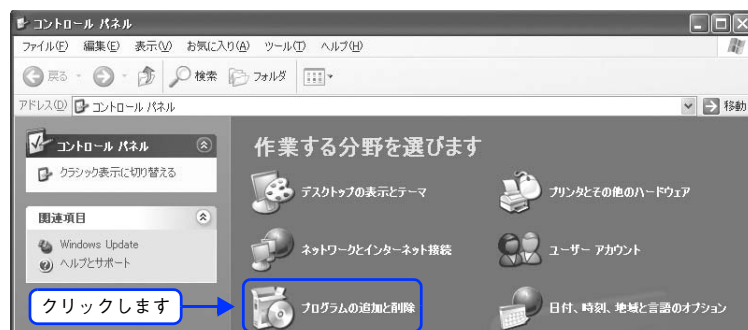 コントロール パネル
ファイル(F) 編集(E) 表示(V) お気に入り(A) ツール(T) ヘルプ(H)
戻る 検索 フォルダ
アドレス(D) コントロール パネル 移動
コントロール パネル
クラシック表示に切り替える
関連項目
Windows Update
ヘルプとサポート
クリックします
作業する分野を選びます
デスクトップの表示とテーマ
プリンタとその他のハードウェア
ネットワークとインターネット接続
ユーザー アカウント
プログラムの追加と削除
日付、時刻、地域と言語のオプション